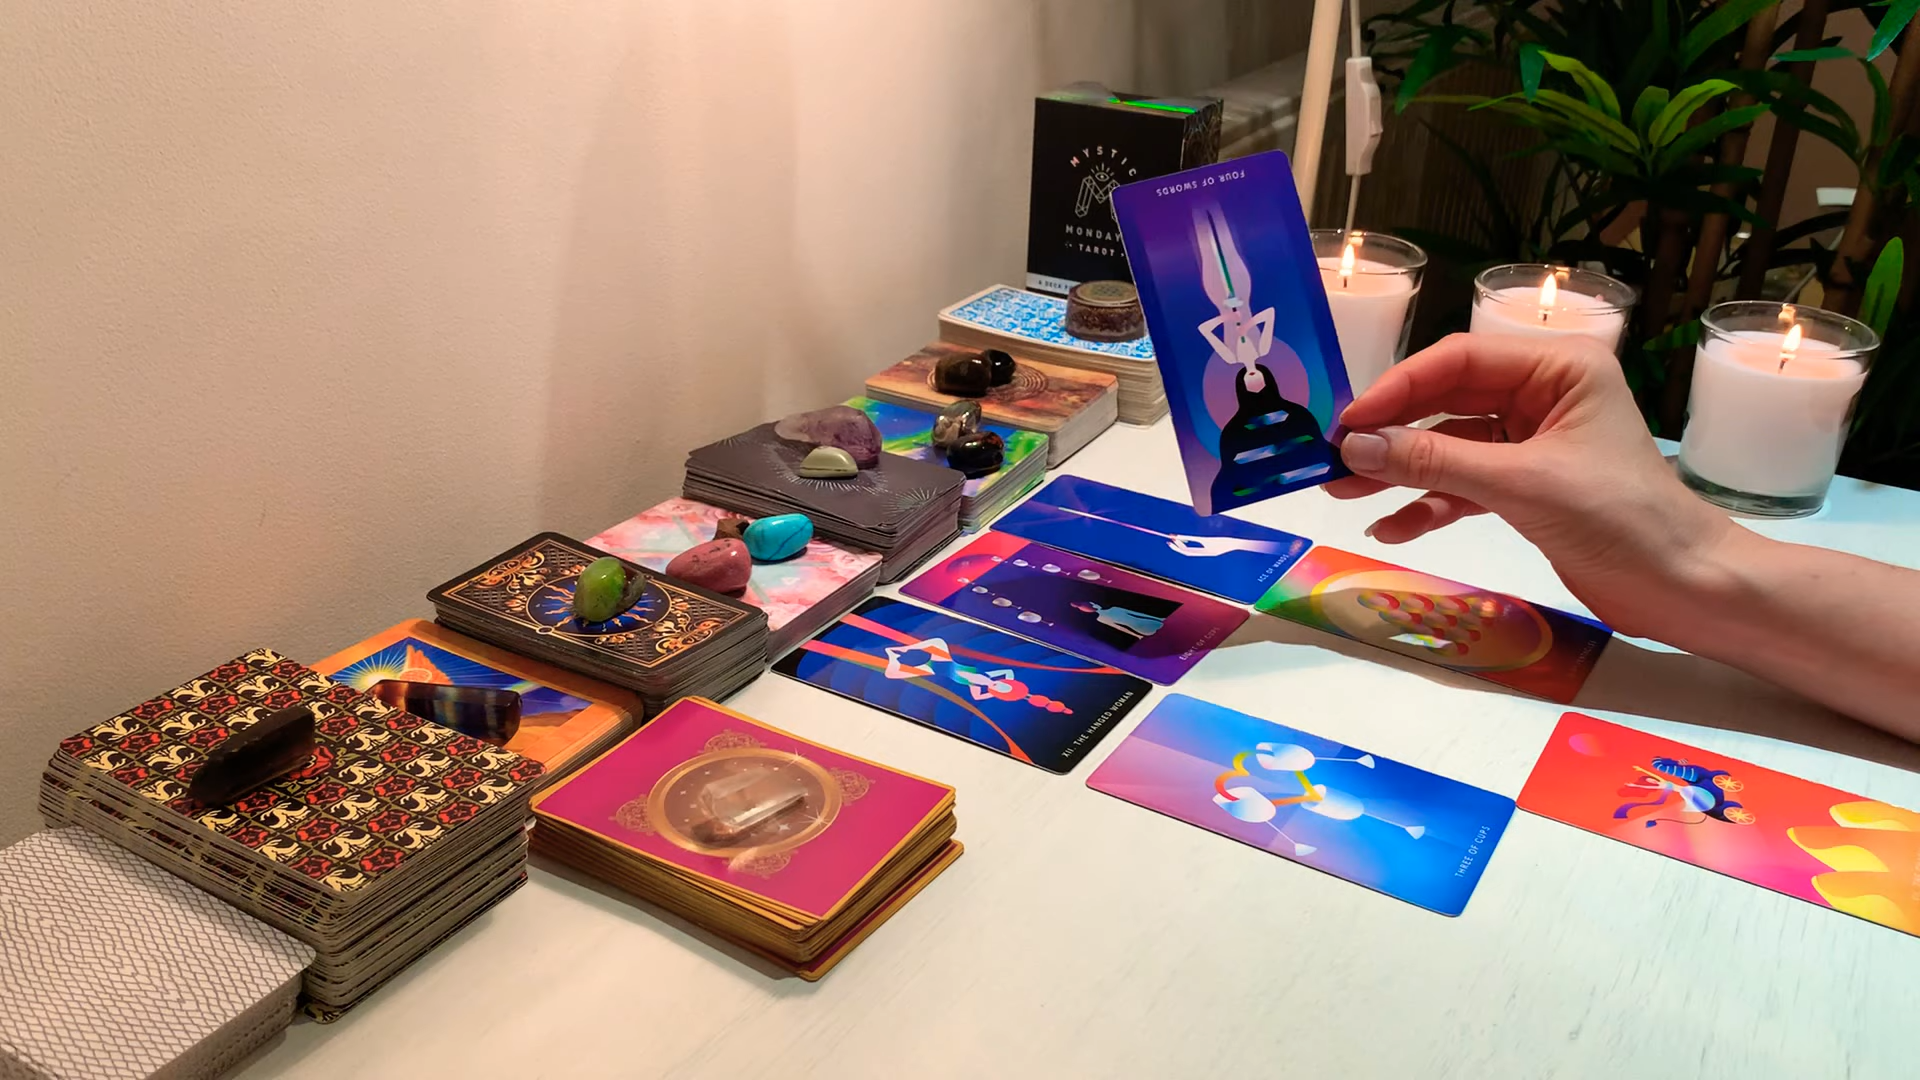 MYSTIC
M
MONDAY
TAROT
A DECK F
FOUR OF SWORDS
ACE OF WANDS
EIGHT OF CUPS
XII. THE HANGED WOMAN
THREE OF CUPS